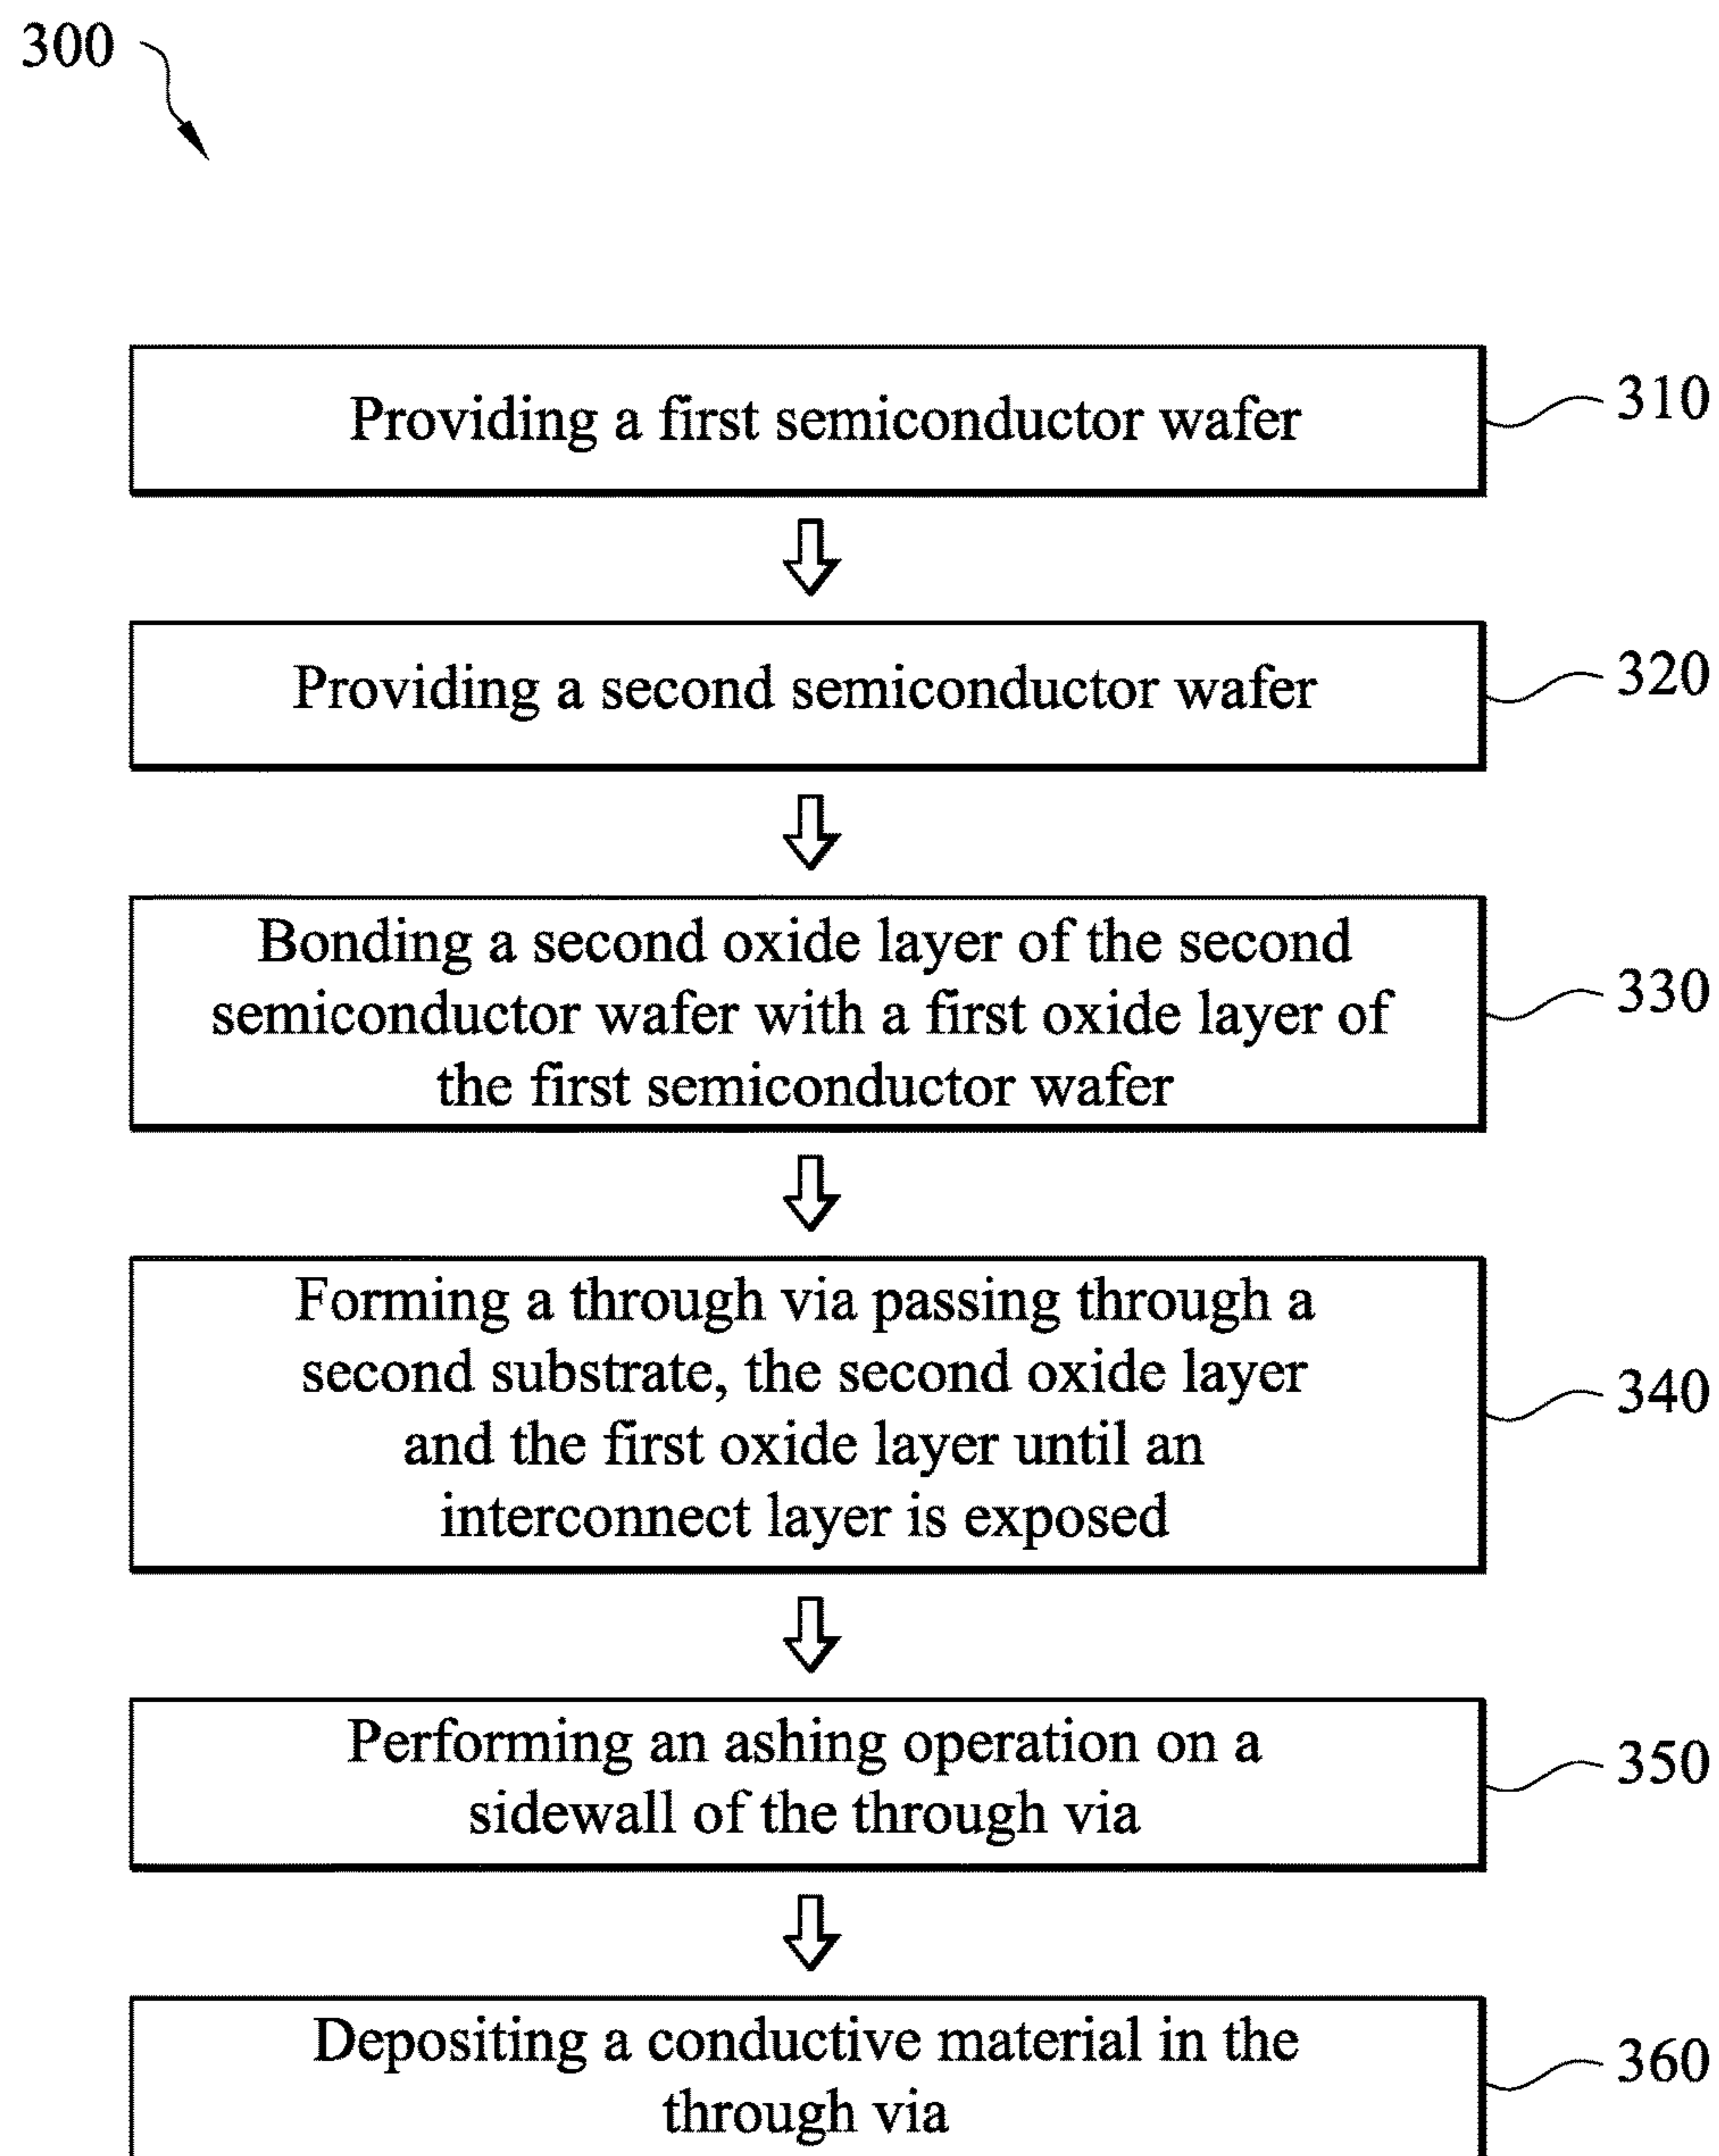 300
Providing a first semiconductor wafer
310
Providing a second semiconductor wafer
320
Bonding a second oxide layer of the second
semiconductor wafer with a first oxide layer of
the first semiconductor wafer
330
Forming a through via passing through a
second substrate, the second oxide layer
and the first oxide layer until an
interconnect layer is exposed
340
Performing an ashing operation on a
sidewall of the through via
350
Depositing a conductive material in the
through via
360